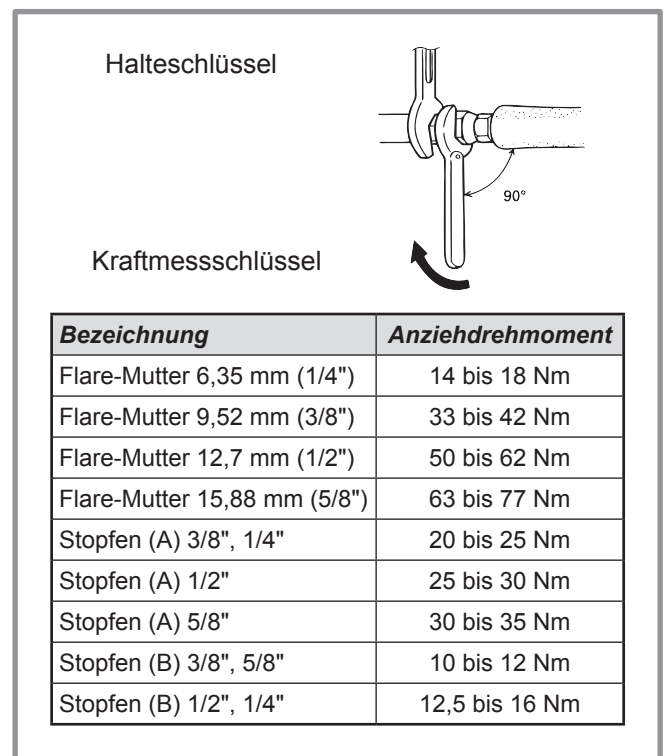 Halteschlüssel
90°
Kraftmessschlüssel
Bezeichnung Anziehdrehmoment
Flare-Mutter 6,35 mm (1/4") 14 bis 18 Nm
Flare-Mutter 9,52 mm (3/8") 33 bis 42 Nm
Flare-Mutter 12,7 mm (1/2") 50 bis 62 Nm
Flare-Mutter 15,88 mm (5/8") 63 bis 77 Nm
Stopfen (A) 3/8", 1/4" 20 bis 25 Nm
Stopfen (A) 1/2" 25 bis 30 Nm
Stopfen (A) 5/8" 30 bis 35 Nm
Stopfen (B) 3/8", 5/8" 10 bis 12 Nm
Stopfen (B) 1/2", 1/4" 12,5 bis 16 Nm